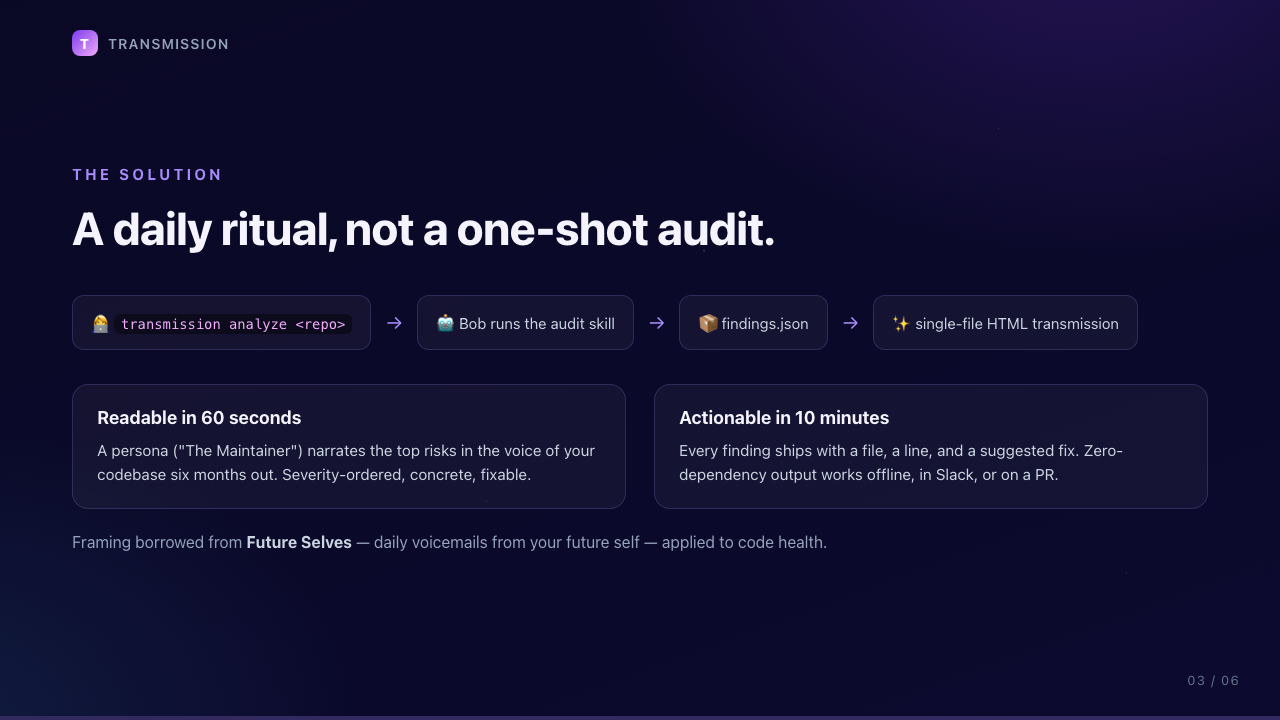 T TRANSMISSION
THE SOLUTION
A daily ritual, not a one-shot audit.
transmission analyze <repo> → Bob runs the audit skill → findings.json → single-file HTML transmission
Readable in 60 seconds
A persona ("The Maintainer") narrates the top risks in the voice of your
codebase six months out. Severity-ordered, concrete, fixable.
Actionable in 10 minutes
Every finding ships with a file, a line, and a suggested fix. Zero-
dependency output works offline, in Slack, or on a PR.
Framing borrowed from Future Selves — daily voicemails from your future self — applied to code health.
03 / 06